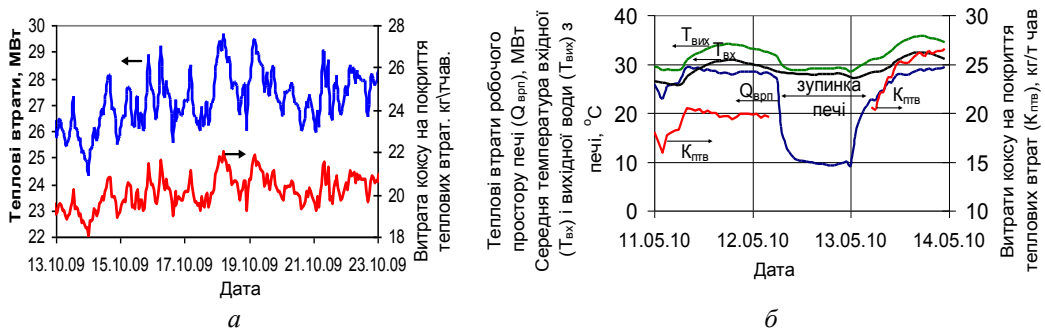 Теплові втрати, МВт
30
29
28
27
26
25
24
23
22
28
26
24
22
20
18
Витрата коксу на покриття
теплових втрат. кг\тчав.
13.10.09 15.10.09 17.10.09 19.10.09 21.10.09 23.10.09
Дата
а
Теплові втрати робочого
простору печі (Q врп), МВт
Середня температура вхідної
(Твх) і вихідної води (Твих) з
печі, °С
40
30
20
10
0
Твих
Твх
Qврп
зупинка
печі
Кптв
Кптв
30
25
20
15
10
Витрати коксу на покриття
теплових втрат (Кптв), кг/т чав
11.05.10 12.05.10 13.05.10 14.05.10
Дата
б